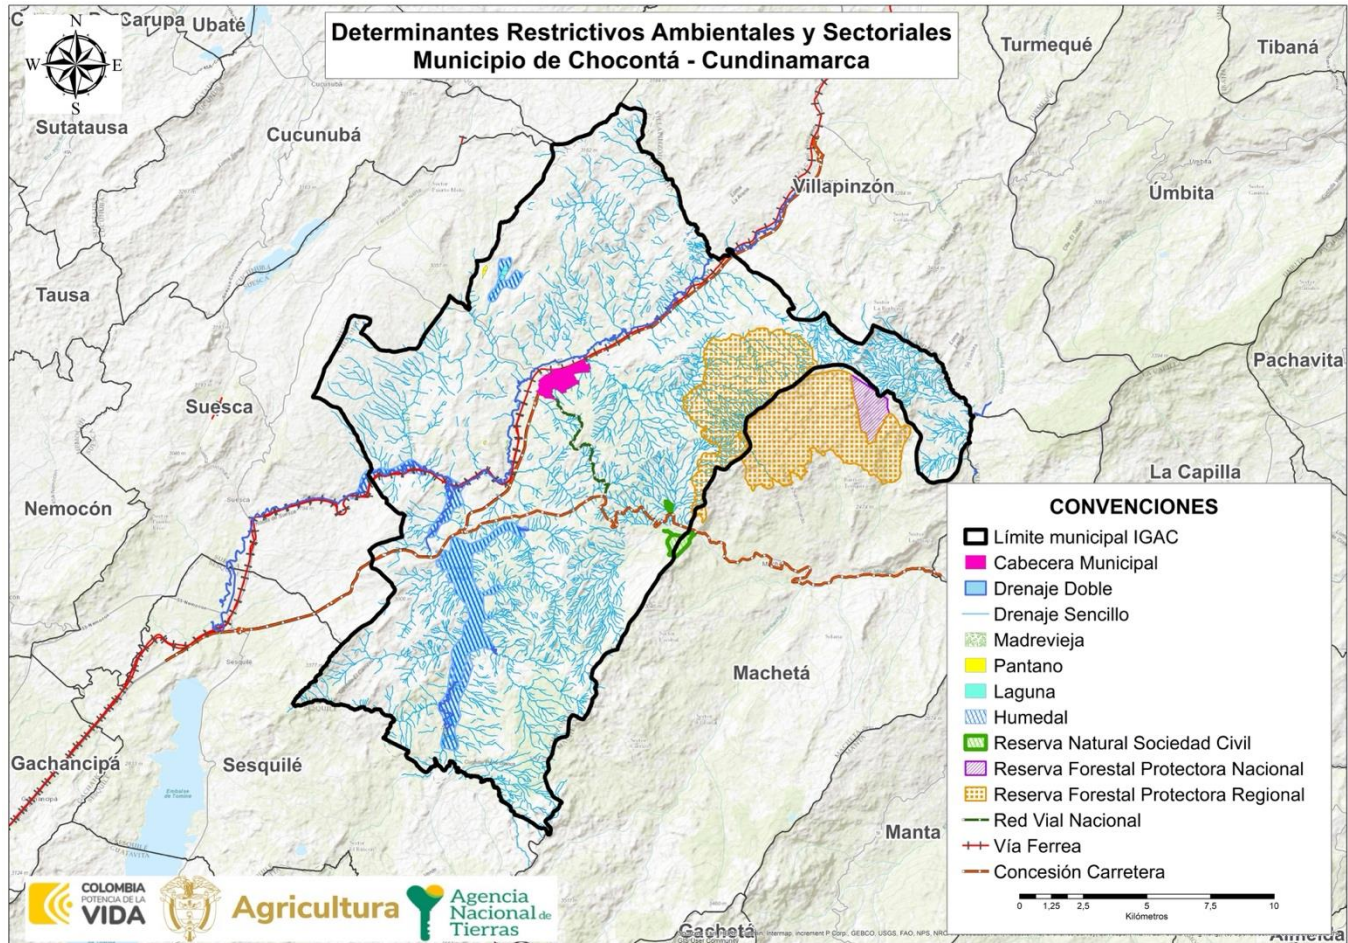 Determinantes Restrictivos Ambientales y Sectoriales
Municipio de Chocontá - Cundinamarca
N
W
E
S
Carupa
Ubaté
Turmequé
Tibaná
Sutatausa
Cucunubá
Villapinzón
Úmbita
Tausa
Pachavita
Suesca
La Capilla
Nemocón
Machetá
Gachancipá
Sesquilé
Manta
Gachetá
Almeida
CONVENCIONES
Límite municipal IGAC
Cabecera Municipal
Drenaje Doble
Drenaje Sencillo
Madrevieja
Pantano
Laguna
Humedal
Reserva Natural Sociedad Civil
Reserva Forestal Protectora Nacional
Reserva Forestal Protectora Regional
Red Vial Nacional
Vía Ferrea
Concesión Carretera
0 1,25 2,5 5 7,5 10
Kilómetros
COLOMBIA
POTENCIA DE LA
VIDA
Agricultura
Agencia
Nacional de
Tierras